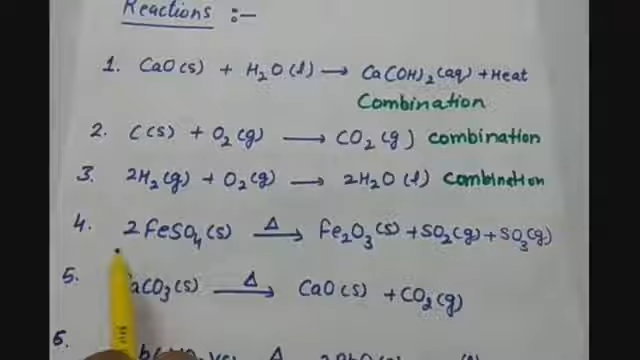 Reactions :-
1. CaO(s) + H₂O(l) ⟶ Ca(OH)₂(aq) + Heat
Combination
2. C(s) + O₂(g) ⟶ CO₂(g) combination
3. 2H₂(g) + O₂(g) ⟶ 2H₂O(l) combination
4. 2FeSO₄(s) —Δ→ Fe₂O₃(s) + SO₂(g) + SO₃(g)
5. aCO₃(s) —Δ→ CaO(s) + CO₂(g)
6.